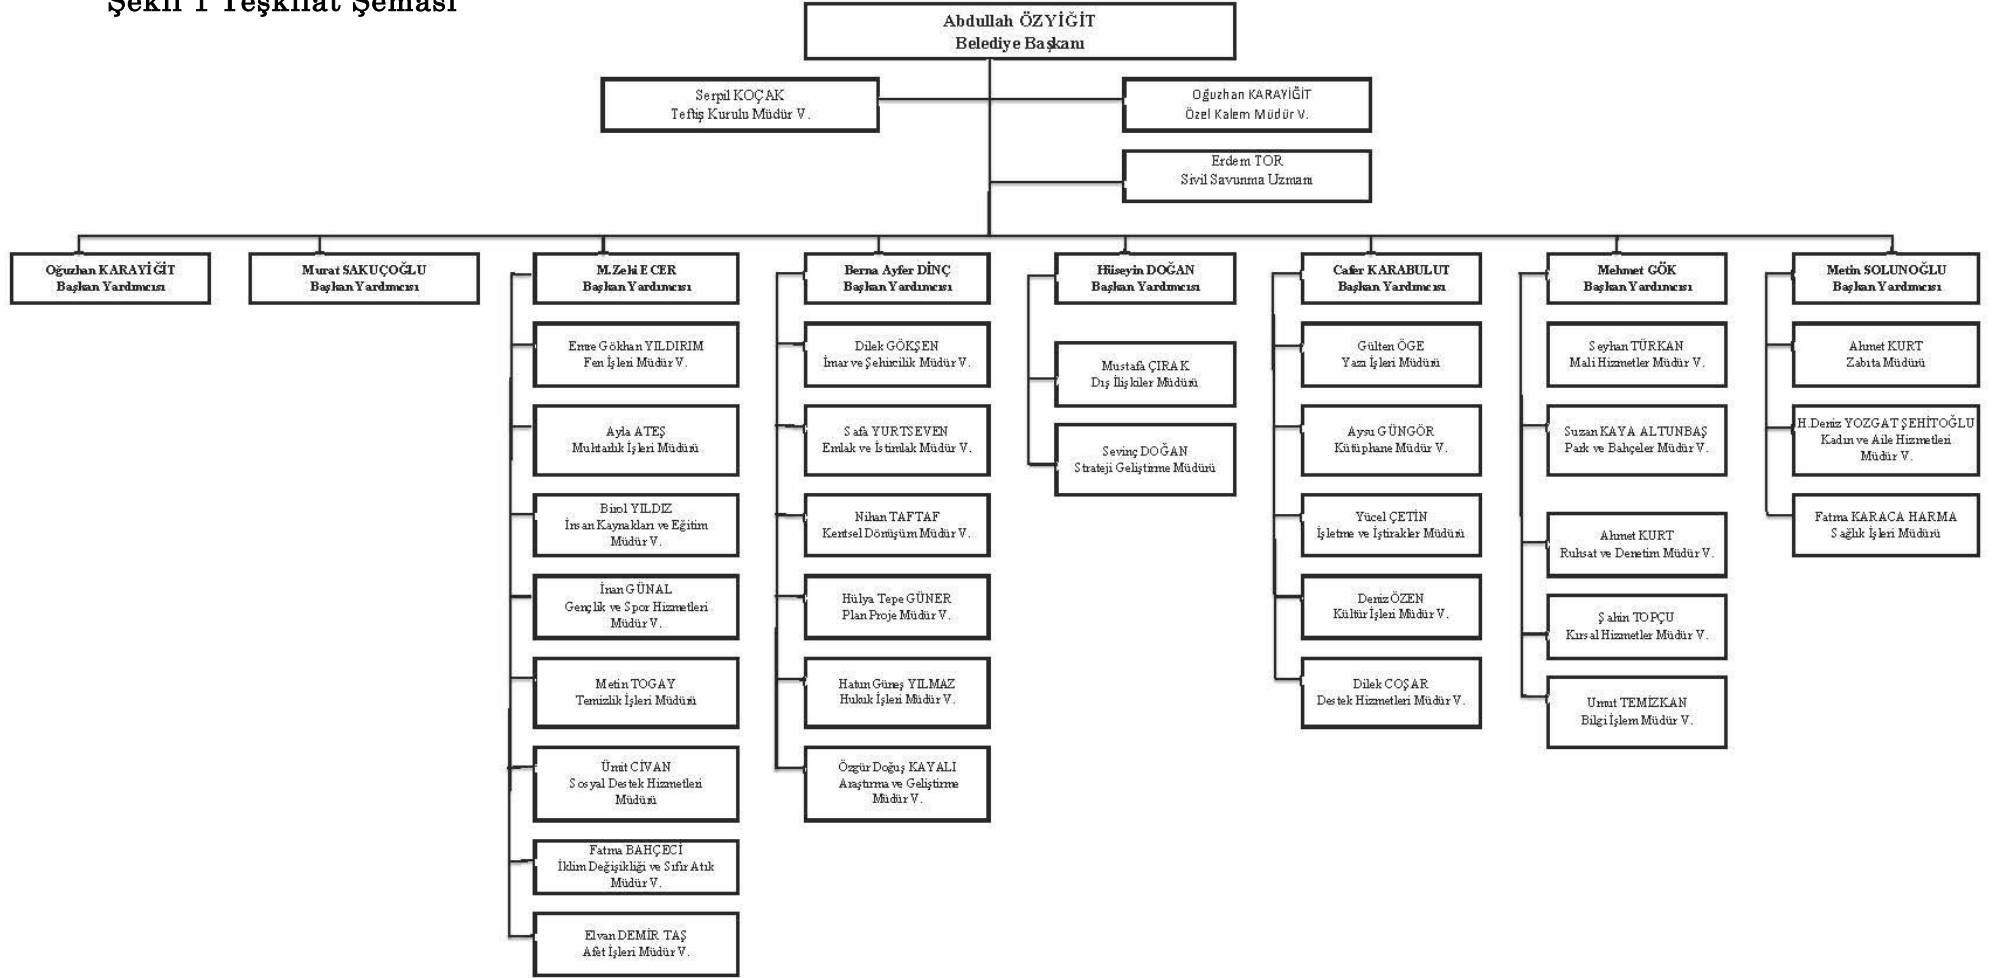 Şekil 1 Teşkilat Şeması
Abdullah ÖZYİĞİT
Belediye Başkanı
Serpil KOÇAK
Teftiş Kurulu Müdür V.
Oğuzhan KARAYİĞİT
Özel Kalem Müdür V.
Erdem TOR
Sivil Savunma Uzmanı
Oğuzhan KARAYİĞİT
Başkan Yardımcısı
Murat SAKUÇOĞLU
Başkan Yardımcısı
M.Zeki ECER
Başkan Yardımcısı
Berna Ayfer DİNÇ
Başkan Yardımcısı
Hüseyin DOĞAN
Başkan Yardımcısı
Cafer KARABULUT
Başkan Yardımcısı
Mehmet GÖK
Başkan Yardımcısı
Metin SOLUNOĞLU
Başkan Yardımcısı
Emre Gökhan YILDIRIM
Fen İşleri Müdür V.
Ayla ATEŞ
Muhtarlık İşleri Müdürü
Birol YILDIZ
İnsan Kaynakları ve Eğitim
Müdür V.
İnan GÜNAL
Gençlik ve Spor Hizmetleri
Müdür V.
Metin TOGAY
Temizlik İşleri Müdürü
Ümit CİVAN
Sosyal Destek Hizmetleri
Müdürü
Fatma BAHÇECİ
İklim Değişikliği ve Sıfır Atık
Müdür V.
Elvan DEMİR TAŞ
Afet İşleri Müdür V.
Dilek GÖKŞEN
İmar ve Şehircilik Müdür V.
Safa YURTSEVEN
Emlak ve İstimlak Müdür V.
Nihan TAFTAF
Kentsel Dönüşüm Müdür V.
Hülya Tepe GÜNER
Plan Proje Müdür V.
Hatun Güneş YILMAZ
Hukuk İşleri Müdür V.
Özgür Doğuş KAYALI
Araştırma ve Geliştirme
Müdür V.
Mustafa ÇIRAK
Dış İlişkiler Müdürü
Sevinç DOĞAN
Strateji Geliştirme Müdürü
Gülten ÖGE
Yazı İşleri Müdürü
Aysu GÜNGÖR
Kütüphane Müdür V.
Yücel ÇETİN
İşletme ve İştirakler Müdürü
Deniz ÖZEN
Kültür İşleri Müdür V.
Dilek COŞAR
Destek Hizmetleri Müdür V.
Seyhan TÜRKAN
Mali Hizmetler Müdür V.
Suzan KAYA ALTUNBAŞ
Park ve Bahçeler Müdür V.
Ahmet KURT
Ruhsat ve Denetim Müdür V.
Şahin TOPÇU
Kırsal Hizmetler Müdür V.
Umut TEMİZKAN
Bilgi İşlem Müdür V.
Ahmet KURT
Zabıta Müdürü
H.Deniz YOZGAT ŞEHİTOĞLU
Kadın ve Aile Hizmetleri
Müdür V.
Fatma KARACA HARMA
Sağlık İşleri Müdürü